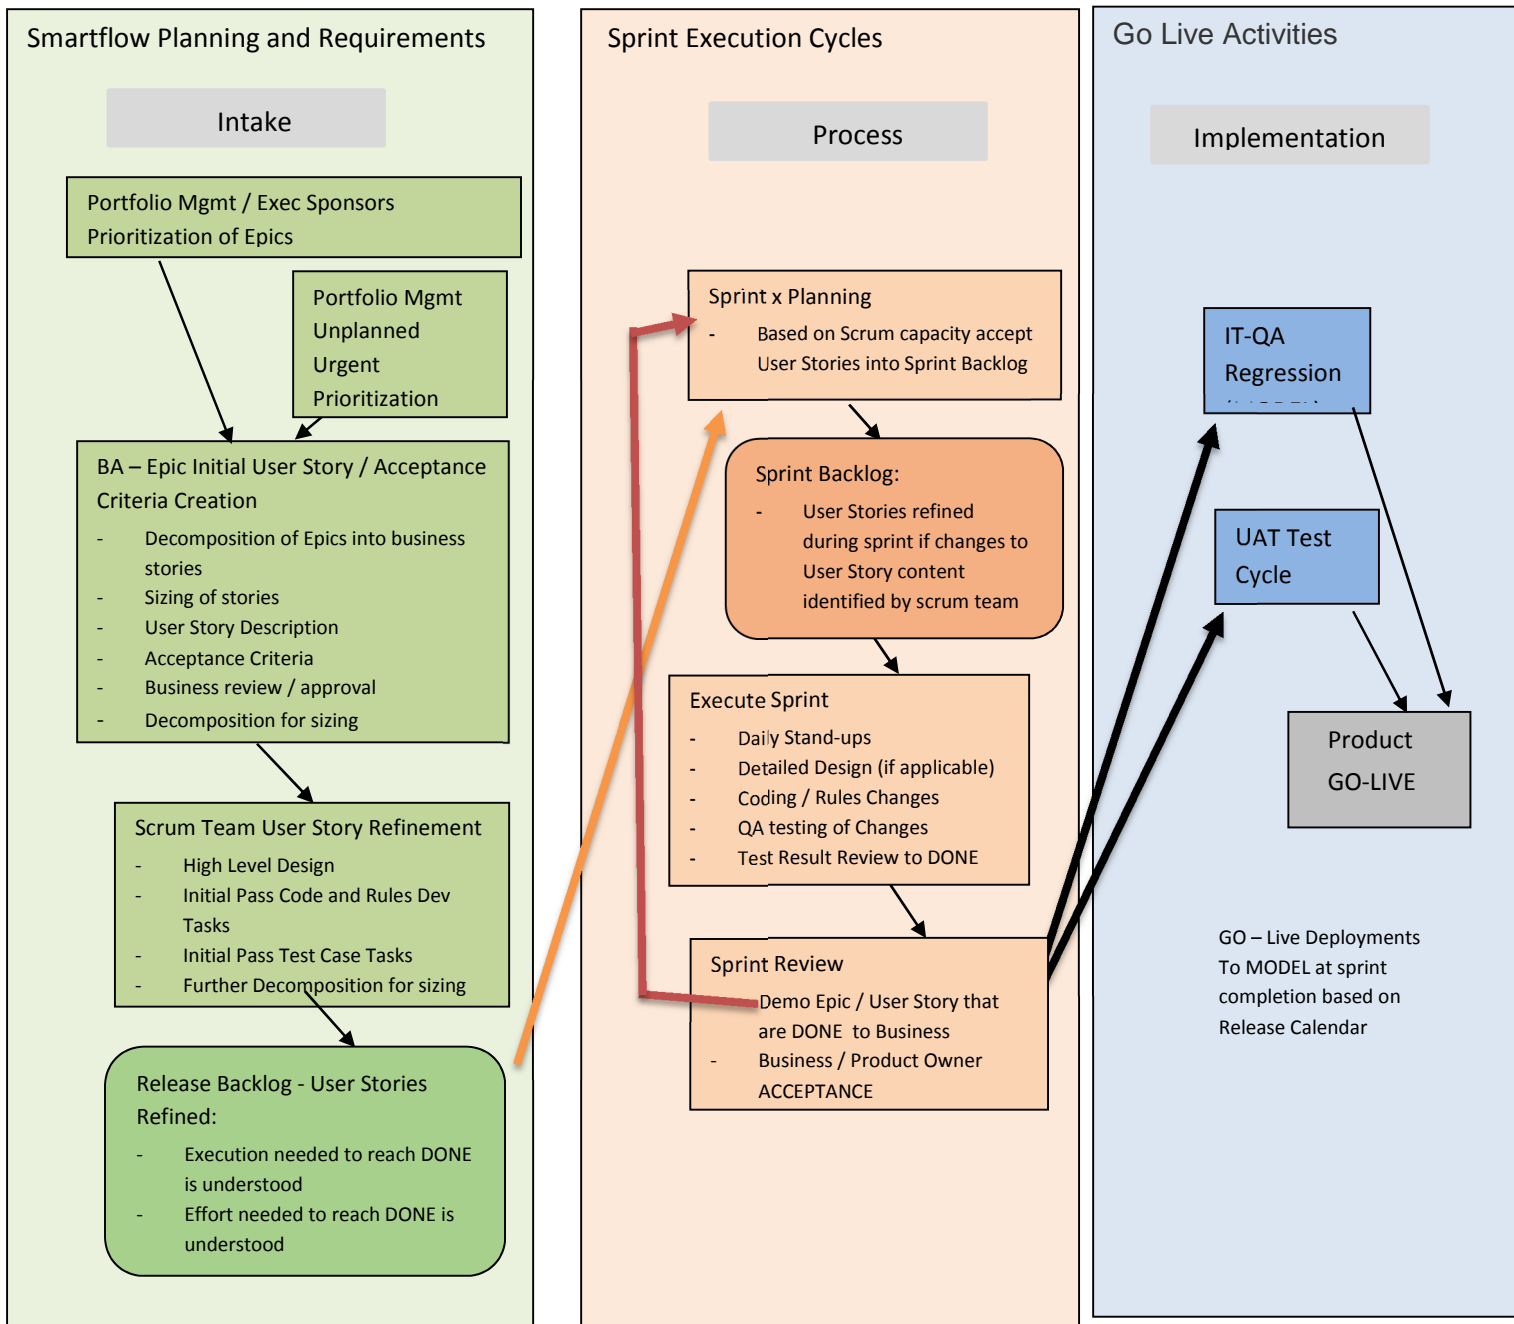 Smartflow Planning and Requirements
Intake
Portfolio Mgmt / Exec Sponsors
Prioritization of Epics
Portfolio Mgmt
Unplanned
Urgent
Prioritization
BA – Epic Initial User Story / Acceptance
Criteria Creation
- Decomposition of Epics into business
stories
- Sizing of stories
- User Story Description
- Acceptance Criteria
- Business review / approval
- Decomposition for sizing
Scrum Team User Story Refinement
- High Level Design
- Initial Pass Code and Rules Dev
Tasks
- Initial Pass Test Case Tasks
- Further Decomposition for sizing
Release Backlog - User Stories
Refined:
- Execution needed to reach DONE
is understood
- Effort needed to reach DONE is
understood
Sprint Execution Cycles
Process
Sprint x Planning
- Based on Scrum capacity accept
User Stories into Sprint Backlog
Sprint Backlog:
- User Stories refined
during sprint if changes to
User Story content
identified by scrum team
Execute Sprint
- Daily Stand-ups
- Detailed Design (if applicable)
- Coding / Rules Changes
- QA testing of Changes
- Test Result Review to DONE
Sprint Review
Demo Epic / User Story that
are DONE to Business
- Business / Product Owner
ACCEPTANCE
Go Live Activities
Implementation
IT-QA
Regression
UAT Test
Cycle
Product
GO-LIVE
GO – Live Deployments
To MODEL at sprint
completion based on
Release Calendar